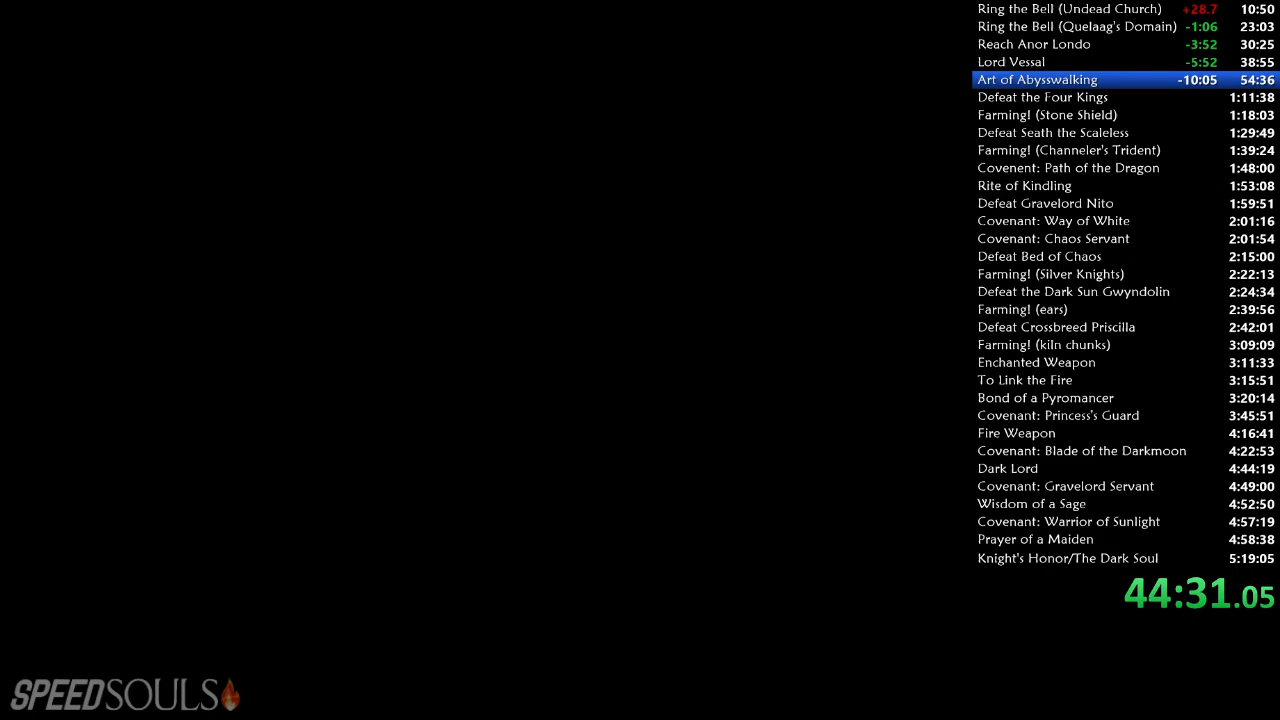 Ring the Bell (Undead Church) +28.7 10:50
Ring the Bell (Quelaag's Domain) -1:06 23:03
Reach Anor Londo -3:52 30:25
Lord Vessal -5:52 38:55
Art of Abysswalking -10:05 54:36
Defeat the Four Kings 1:11:38
Farming! (Stone Shield) 1:18:03
Defeat Seath the Scaleless 1:29:49
Farming! (Channeler's Trident) 1:39:24
Covenent: Path of the Dragon 1:48:00
Rite of Kindling 1:53:08
Defeat Gravelord Nito 1:59:51
Covenant: Way of White 2:01:16
Covenant: Chaos Servant 2:01:54
Defeat Bed of Chaos 2:15:00
Farming! (Silver Knights) 2:22:13
Defeat the Dark Sun Gwyndolin 2:24:34
Farming! (ears) 2:39:56
Defeat Crossbreed Priscilla 2:42:01
Farming! (kiln chunks) 3:09:09
Enchanted Weapon 3:11:33
To Link the Fire 3:15:51
Bond of a Pyromancer 3:20:14
Covenant: Princess's Guard 3:45:51
Fire Weapon 4:16:41
Covenant: Blade of the Darkmoon 4:22:53
Dark Lord 4:44:19
Covenant: Gravelord Servant 4:49:00
Wisdom of a Sage 4:52:50
Covenant: Warrior of Sunlight 4:57:19
Prayer of a Maiden 4:58:38
Knight's Honor/The Dark Soul 5:19:05
44:31.05
SPEEDSOULS